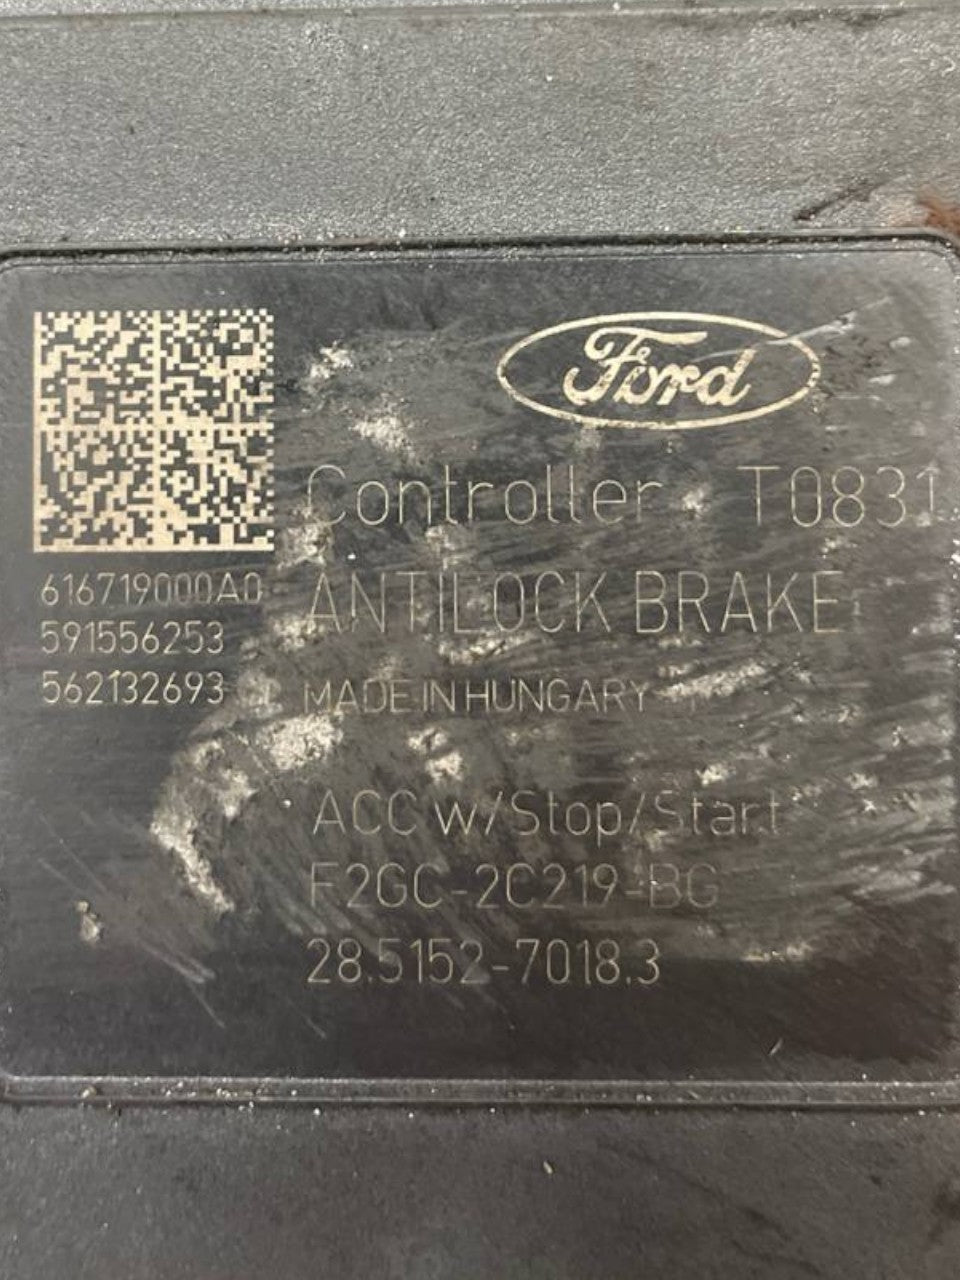 Ford
Controller T0831
616719000A0
ANTILOCK BRAKE
591556253
562132693
MADE IN HUNGARY
ACC w/Stop/Start
F2GC-2C219-BG
28.5152-7018.3